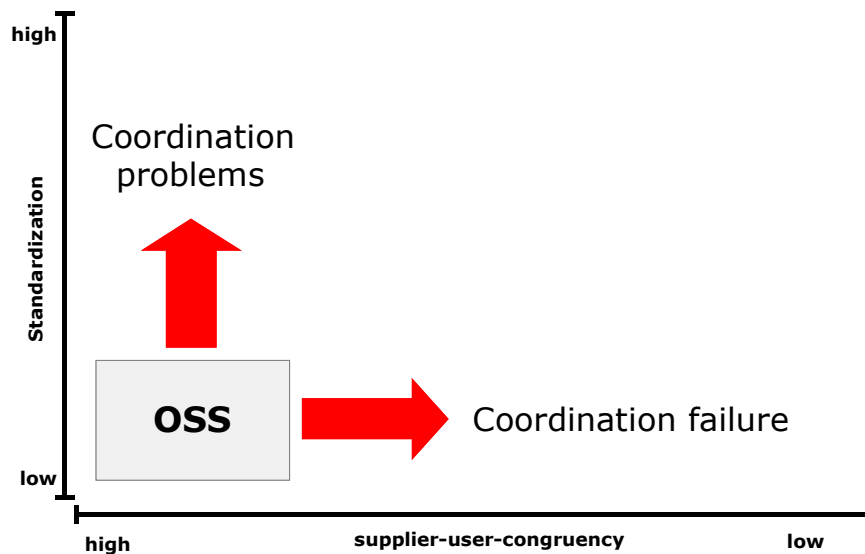 high
Coordination
problems
Standardization
OSS
Coordination failure
low
high
supplier-user-congruency
low